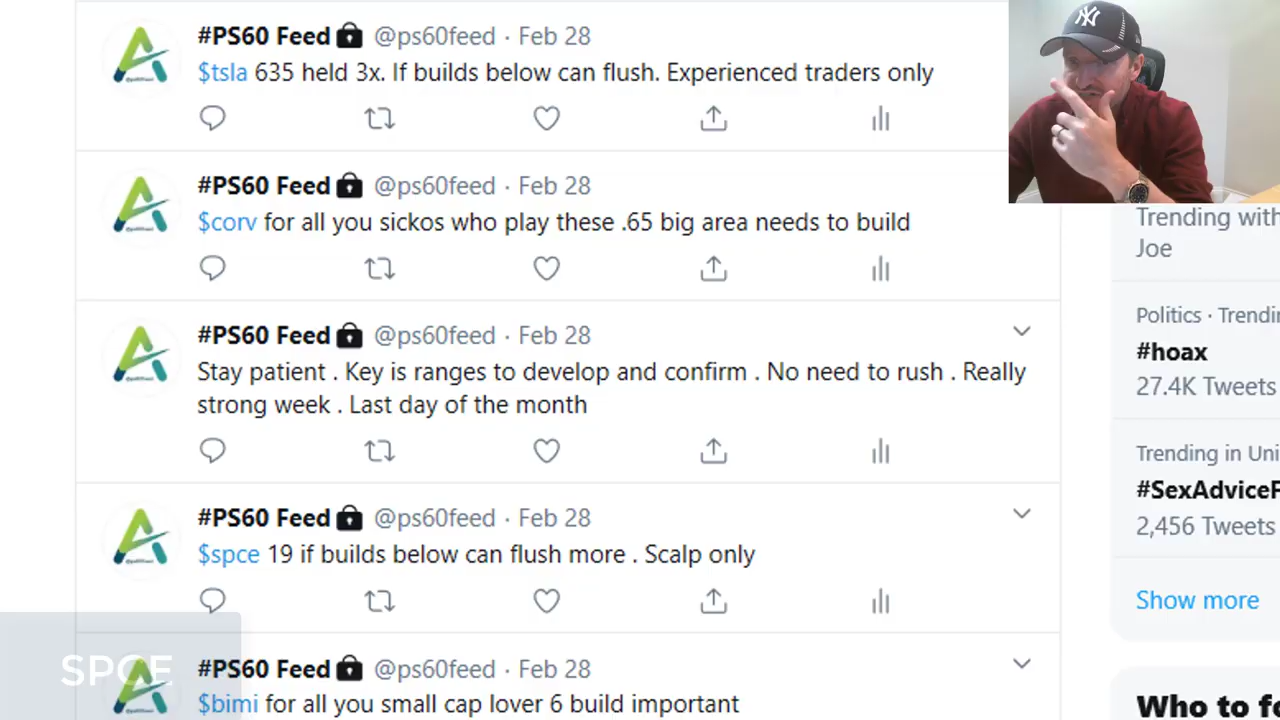 #PS60 Feed @ps60feed · Feb 28
$tsla 635 held 3x. If builds below can flush. Experienced traders only
#PS60 Feed @ps60feed · Feb 28
$corv for all you sickos who play these .65 big area needs to build
#PS60 Feed @ps60feed · Feb 28
Stay patient . Key is ranges to develop and confirm . No need to rush . Really
strong week . Last day of the month
#PS60 Feed @ps60feed · Feb 28
$spce 19 if builds below can flush more . Scalp only
#PS60 Feed @ps60feed · Feb 28
$bimi for all you small cap lover 6 build important
SPCE
Trending with
Joe
Politics · Trendin
#hoax
27.4K Tweets
Trending in Uni
#SexAdviceF
2,456 Tweets
Show more
Who to fo